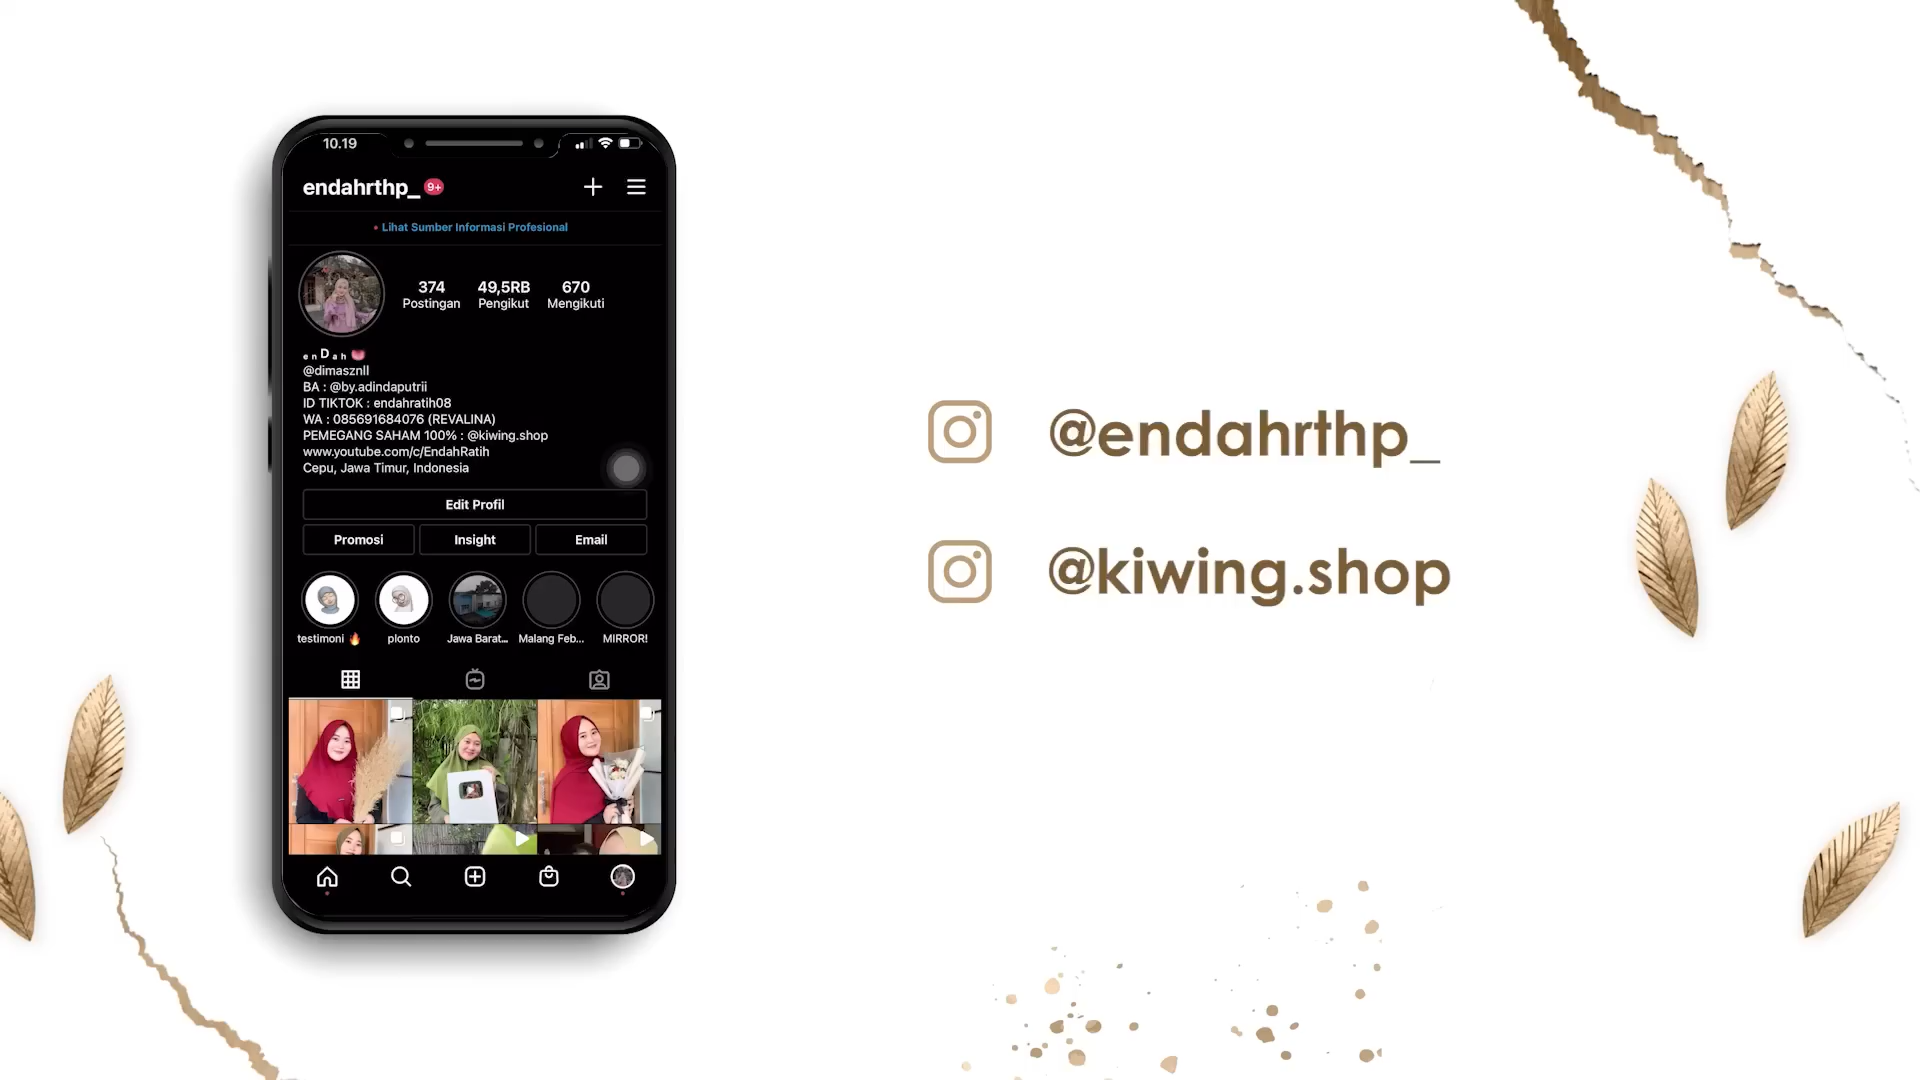 10.19
endahrthp_ 9+
Lihat Sumber Informasi Profesional
374 49,5RB 670
Postingan Pengikut Mengikuti
ₑ ₙ D ₐ ₕ 👅
@dimasznll
BA : @by.adindaputrii
ID TIKTOK : endahratih08
WA : 085691684076 (REVALINA)
PEMEGANG SAHAM 100% : @kiwing.shop
www.youtube.com/c/EndahRatih
Cepu, Jawa Timur, Indonesia
Edit Profil
Promosi Insight Email
testimoni 🔥 plonto Jawa Barat... Malang Feb... MIRROR!
@endahrthp_
@kiwing.shop